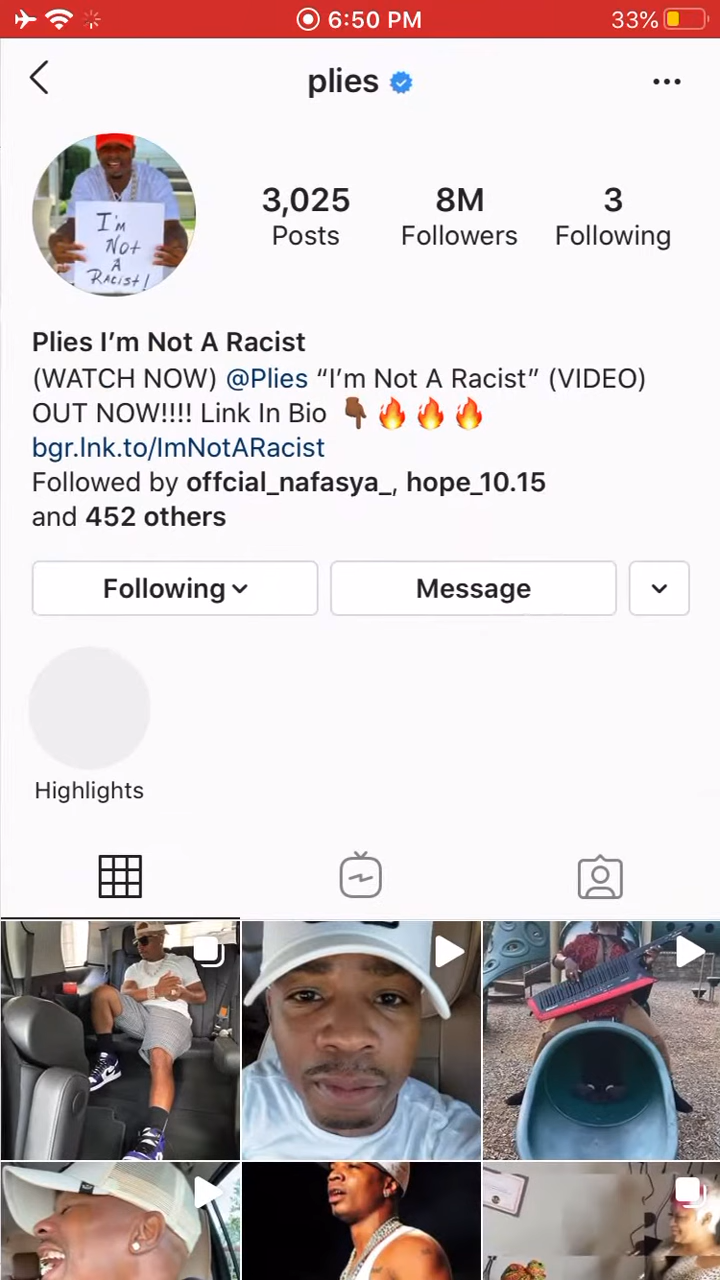 6:50 PM
33%
plies
I'm
Not
A
Racist!
3,025
Posts
8M
Followers
3
Following
Plies I’m Not A Racist
(WATCH NOW) @Plies “I’m Not A Racist” (VIDEO)
OUT NOW!!!! Link In Bio 👇🏾🔥🔥🔥
bgr.lnk.to/ImNotARacist
Followed by offcial_nafasya_, hope_10.15
and 452 others
Following
Message
Highlights